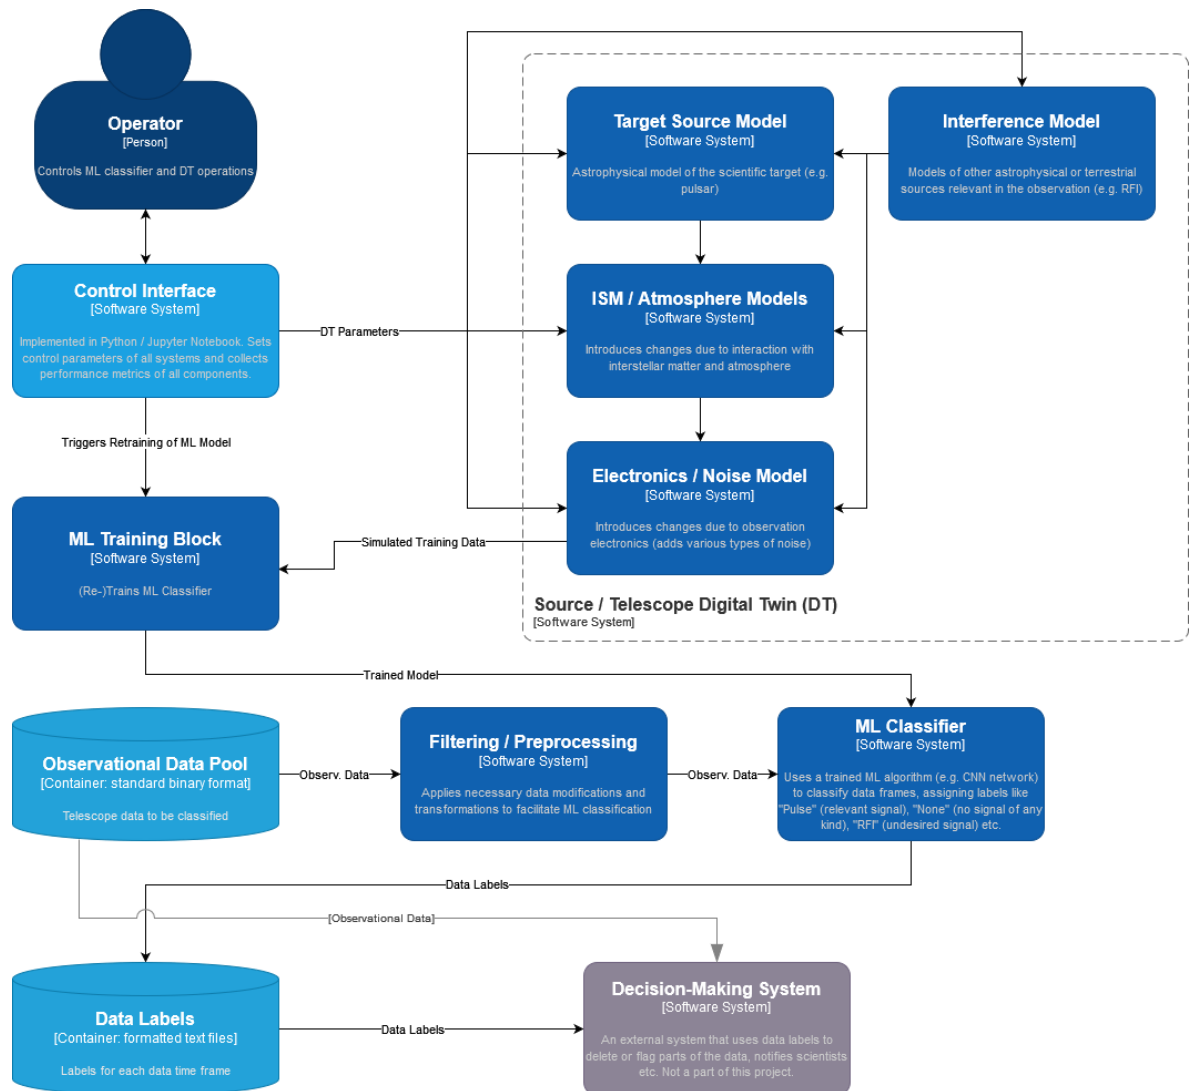 Operator
[Person]
Controls ML classifier and DT operations
Target Source Model
[Software System]
Astrophysical model of the scientific target (e.g.
pulsar)
Interference Model
[Software System]
Models of other astrophysical or terrestrial
sources relevant in the observation (e.g. RFI)
Control Interface
[Software System]
Implemented in Python / Jupyter Notebook. Sets
control parameters of all systems and collects
performance metrics of all components.
DT Parameters
ISM / Atmosphere Models
[Software System]
Introduces changes due to interaction with
interstellar matter and atmosphere
Triggers Retraining of ML Model
Electronics / Noise Model
[Software System]
Introduces changes due to observation
electronics (adds various types of noise)
ML Training Block
[Software System]
(Re-)Trains ML Classifier
Simulated Training Data
Source / Telescope Digital Twin (DT)
[Software System]
Trained Model
Observational Data Pool
[Container: standard binary format]
Telescope data to be classified
Observ. Data
Filtering / Preprocessing
[Software System]
Applies necessary data modifications and
transformations to facilitate ML classification
Observ. Data
ML Classifier
[Software System]
Uses a trained ML algorithm (e.g. CNN network)
to classify data frames, assigning labels like
"Pulse" (relevant signal), "None" (no signal of any
kind), "RFI" (undesired signal) etc.
Data Labels
[Observational Data]
Data Labels
[Container: formatted text files]
Labels for each data time frame
Data Labels
Decision-Making System
[Software System]
An external system that uses data labels to
delete or flag parts of the data, notifies scientists
etc. Not a part of this project.